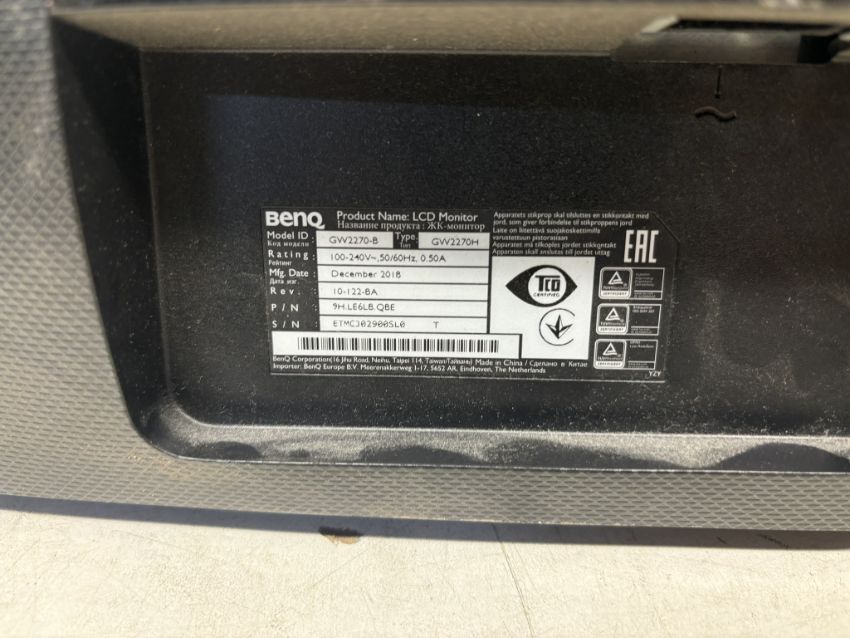 BenQ Product Name: LCD Monitor
Название продукта : ЖК-монитор
Model ID : GW2270-B Type: GW2270H
Код модели Тип
Rating: 100-240V~,50/60Hz, 0.50A
Рейтинг
Mfg. Date : December 2018
Дата изг.
Rev. 10-122-BA
P / N 9H.LE6LB.QBE
S / N ETMCJ02900SL0 T
BenQ Corporation(16 Jihu Road, Neihu, Taipei 114, Taiwan/Тайвань) Made in China / Сделано в Китае
Importer: BenQ Europe B.V. Meerenakkerweg 1-17, 5652 AR, Eindhoven, The Netherlands
Apparatets stikprop skal tilsluttes en stikkontakt med
jord, som giver forbindelse til stikproppens jord
Laite on liitettävä suojakoskettimilla
varustettuun pistorasiaan
Apparatet må tilkoples jordet stikkontakt
Apparaten skall anslutas till jordat uttag
EAC
TCO
CERTIFIED
YZY